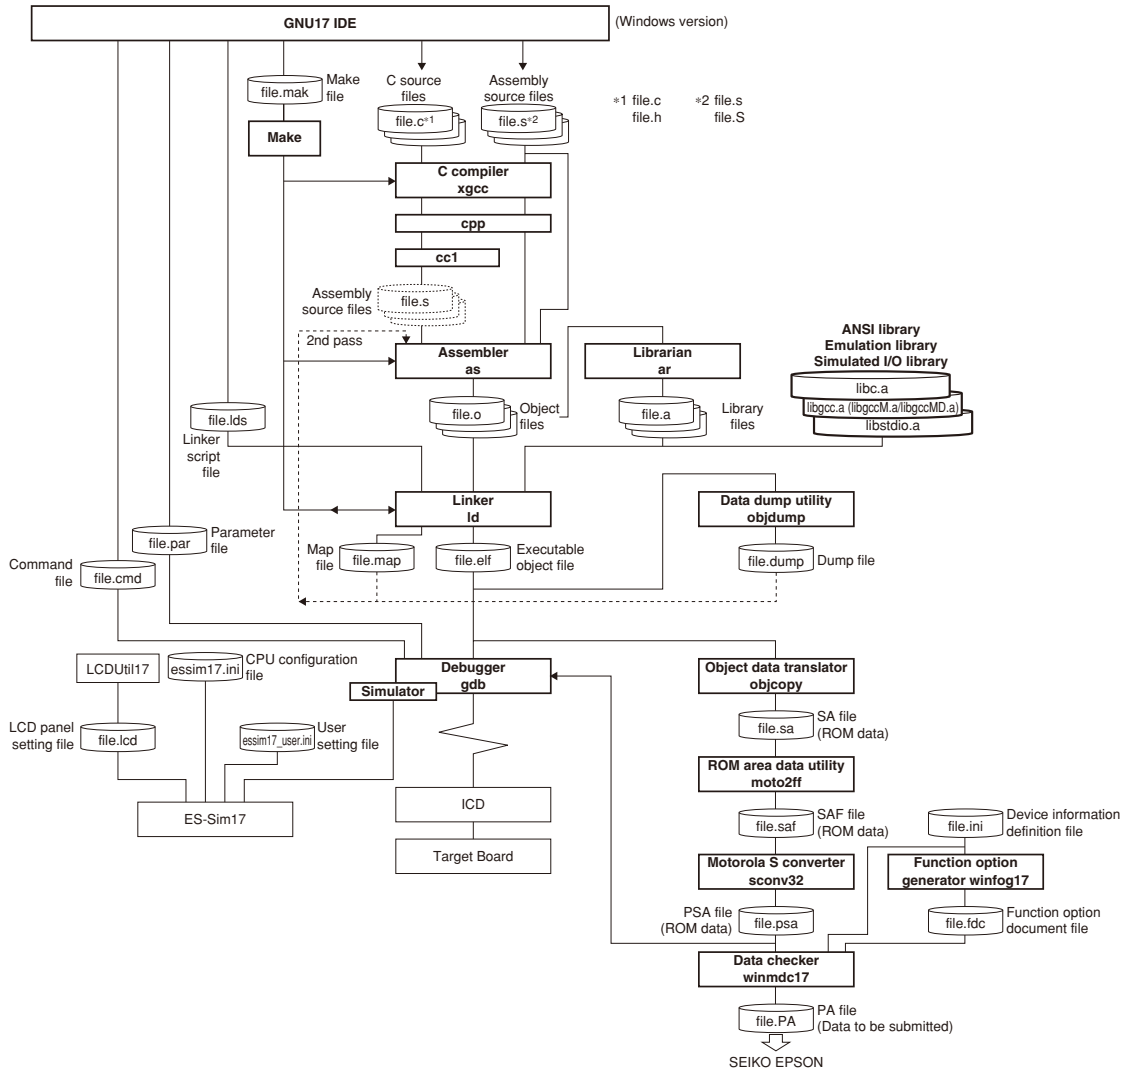 GNU17 IDE
(Windows version)
file.mak
Make
file
C source
files
Assembly
source files
file.c*1
file.s*2
*1 file.c
file.h
*2 file.s
file.S
Make
C compiler
xgcc
cpp
cc1
Assembly
source files
file.s
2nd pass
Assembler
as
Librarian
ar
ANSI library
Emulation library
Simulated I/O library
libc.a
libgcc.a (libgccM.a/libgccMD.a)
libstdio.a
file.lds
Linker
script
file
file.o
Object
files
file.a
Library
files
Linker
ld
Data dump utility
objdump
file.par
Parameter
file
Command
file
file.cmd
Map
file
file.map
file.elf
Executable
object file
file.dump
Dump file
LCDUtil17
essim17.ini
CPU configuration
file
Debugger
gdb
Simulator
Object data translator
objcopy
LCD panel
setting file
file.lcd
essim17_user.ini
User
setting file
file.sa
SA file
(ROM data)
ROM area data utility
moto2ff
ES-Sim17
ICD
Target Board
file.saf
SAF file
(ROM data)
file.ini
Device information
definition file
Motorola S converter
sconv32
Function option
generator winfog17
PSA file
(ROM data)
file.psa
file.fdc
Function option
document file
Data checker
winmdc17
file.PA
PA file
(Data to be submitted)
SEIKO EPSON